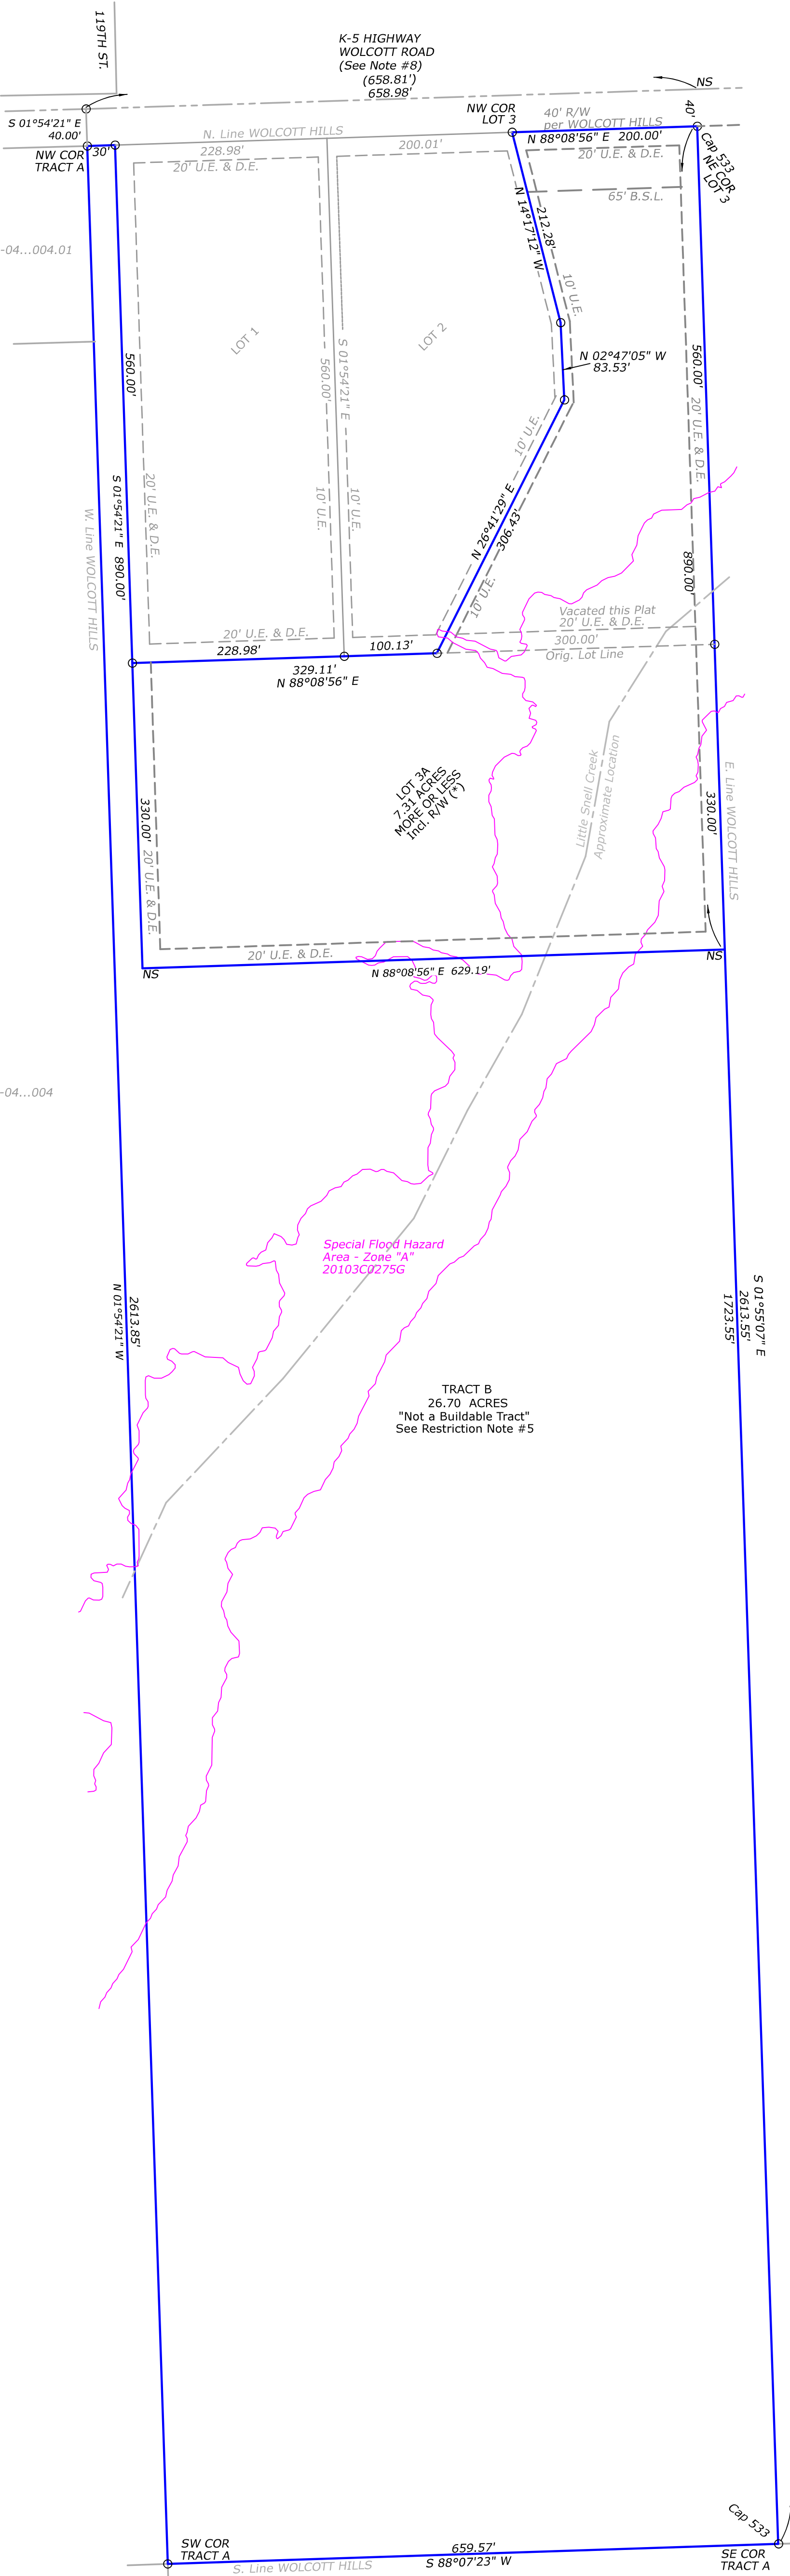 119TH ST.
K-5 HIGHWAY
WOLCOTT ROAD
(See Note #8)
(658.81')
658.98'
NS
S 01°54'21" E
40.00'
NW COR
TRACT A
30'
N. Line WOLCOTT HILLS
NW COR
LOT 3
40' R/W
per WOLCOTT HILLS
N 88°08'56" E 200.00'
40'
Cap 533
NE COR
LOT 3
228.98'
20' U.E. & D.E.
200.01'
20' U.E. & D.E.
65' B.S.L.
N 14°17'12" W
212.28'
-04...004.01
10' U.E.
LOT 1
LOT 2
560.00'
560.00'
S 01°54'21" E
N 02°47'05" W
83.53'
560.00'
20' U.E. & D.E.
10' U.E.
20' U.E. & D.E.
10' U.E.
10' U.E.
S 01°54'21" E 890.00'
W. Line WOLCOTT HILLS
N 26°41'29" E
306.43'
10' U.E.
890.00'
Vacated this Plat
20' U.E. & D.E.
300.00'
Orig. Lot Line
20' U.E. & D.E.
228.98'
100.13'
329.11'
N 88°08'56" E
LOT 3A
7.31 ACRES
MORE OR LESS
Incl. R/W (*)
Little Snell Creek
Approximate Location
330.00'
20' U.E. & D.E.
330.00'
E. Line WOLCOTT HILLS
20' U.E. & D.E.
NS
N 88°08'56" E 629.19'
NS
-04...004
Special Flood Hazard
Area - Zone "A"
20103C0275G
2613.85'
N 01°54'21" W
S 01°55'07" E
2613.55'
1723.55'
TRACT B
26.70 ACRES
"Not a Buildable Tract"
See Restriction Note #5
Cap 533
SW COR
TRACT A
S. Line WOLCOTT HILLS
659.57'
S 88°07'23" W
SE COR
TRACT A